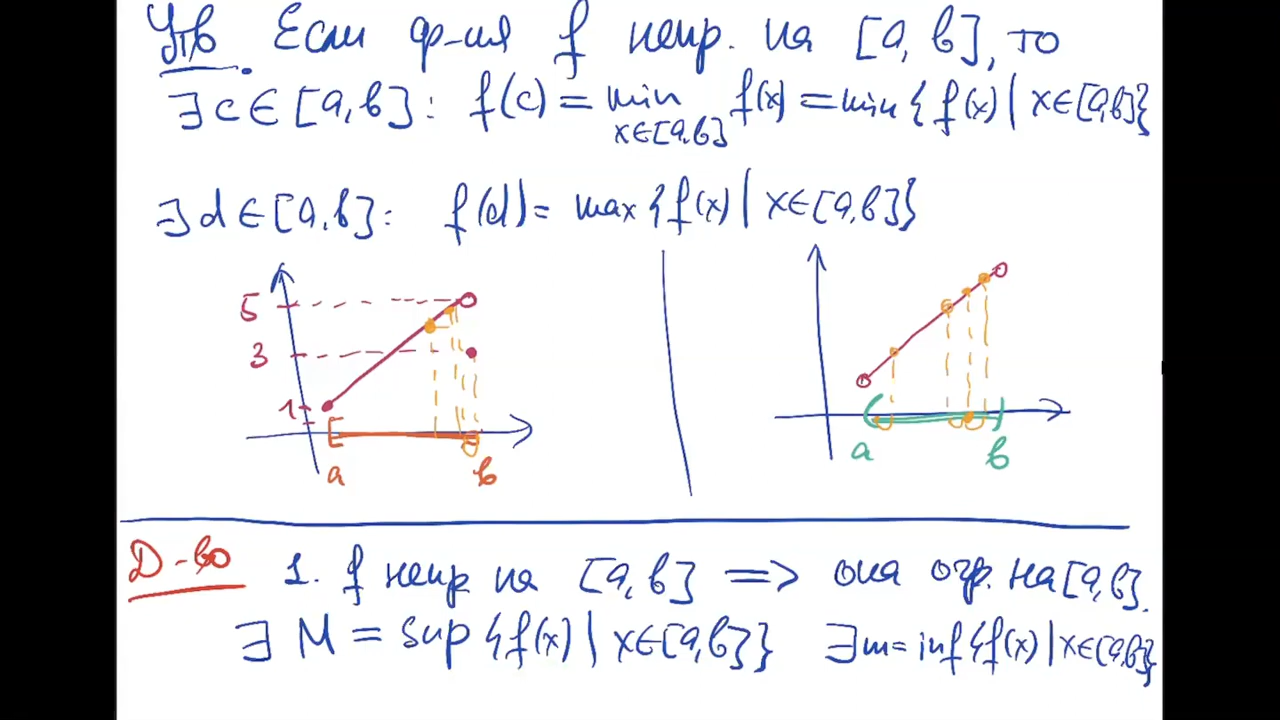 Утв. Если ф-ия f непр. на [a, b], то
∃ c ∈ [a, b]: f(c) = min f(x) = min{f(x) | x∈[a,b]}
x∈[a,b]
∃ d ∈ [a, b]: f(d) = max{f(x) | x∈[a,b]}
5
3
1
a b
a b
Д-во 1. f непр на [a, b] => она огр. на [a, b].
∃ M = sup{f(x) | x∈[a,b]} ∃ m = inf{f(x) | x∈[a,b]}